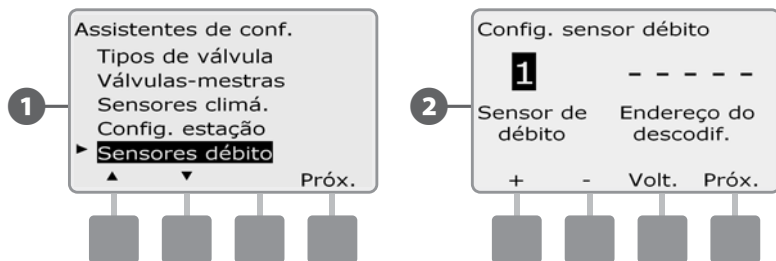 1
Assistentes de conf.
Tipos de válvula
Válvulas-mestras
Sensores climá.
Config. estação
► Sensores débito
▲ ▼ Próx.
2
Config. sensor débito
1 - - - - -
Sensor de débito
Endereço do descodif.
+ - Volt. Próx.